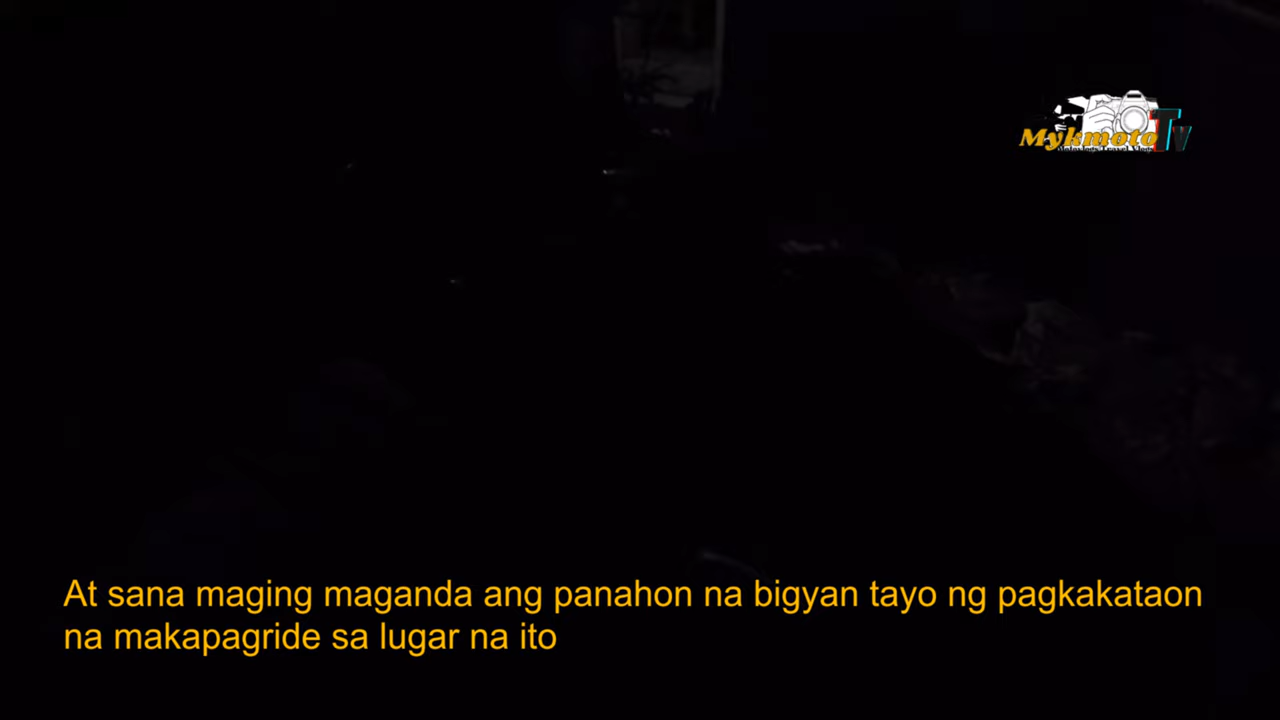 Mykmoto Tv
At sana maging maganda ang panahon na bigyan tayo ng pagkakataon
na makapagride sa lugar na ito